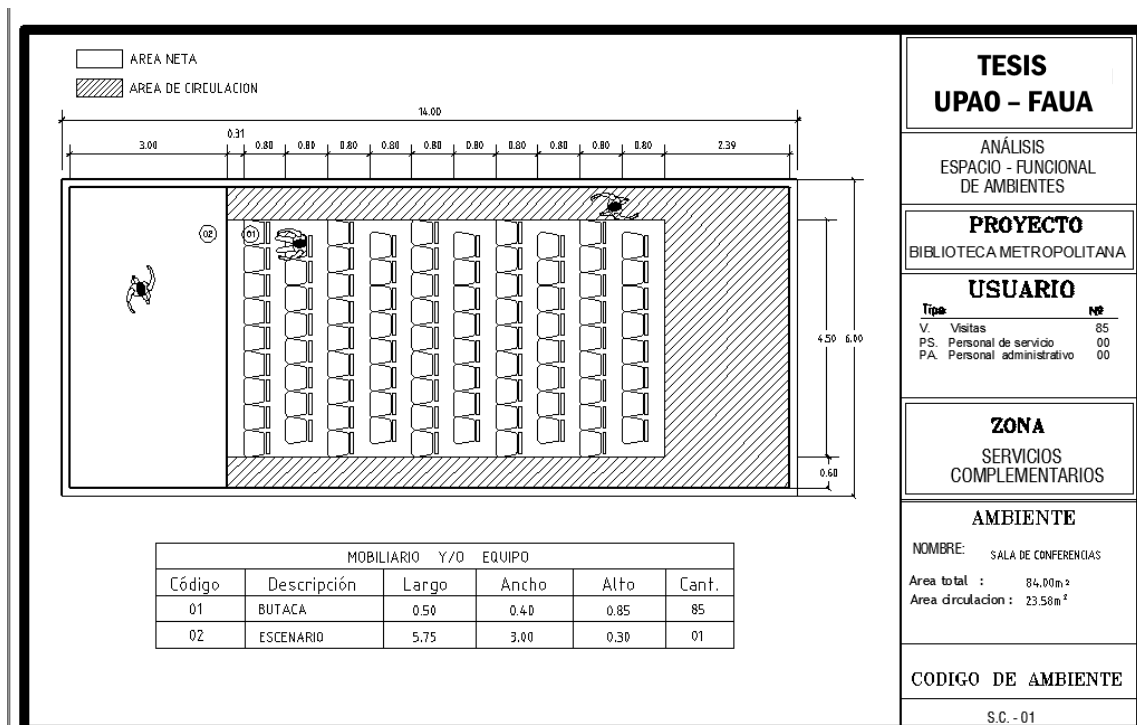 AREA NETA
AREA DE CIRCULACION
14.00
3.00
0.31
0.80
0.80
0.80
0.80
0.80
0.80
0.80
0.80
0.80
0.80
2.39
02
01
4.50
6.00
0.60
MOBILIARIO Y/O EQUIPO
Código Descripción Largo Ancho Alto Cant.
01 BUTACA 0.50 0.40 0.85 85
02 ESCENARIO 5.75 3.00 0.30 01
TESIS
UPAO – FAUA
ANÁLISIS
ESPACIO - FUNCIONAL
DE AMBIENTES
PROYECTO
BIBLIOTECA METROPOLITANA
USUARIO
Tipo Nº
V. Visitas 85
PS. Personal de servicio 00
PA. Personal administrativo 00
ZONA
SERVICIOS
COMPLEMENTARIOS
AMBIENTE
NOMBRE: SALA DE CONFERENCIAS
Area total : 84.00m²
Area circulacion : 23.58m²
CODIGO DE AMBIENTE
S.C. - 01